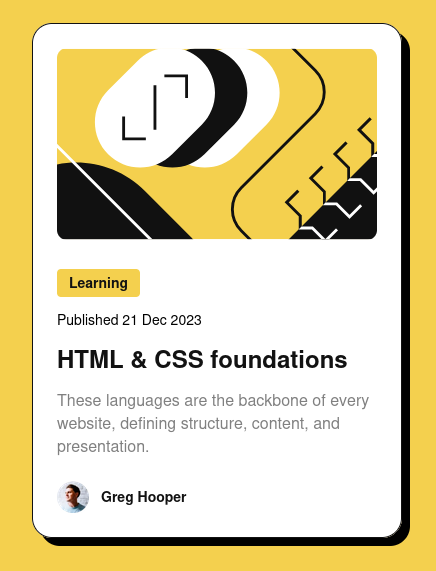 Learning
Published 21 Dec 2023
HTML & CSS foundations
These languages are the backbone of every
website, defining structure, content, and
presentation.
Greg Hooper